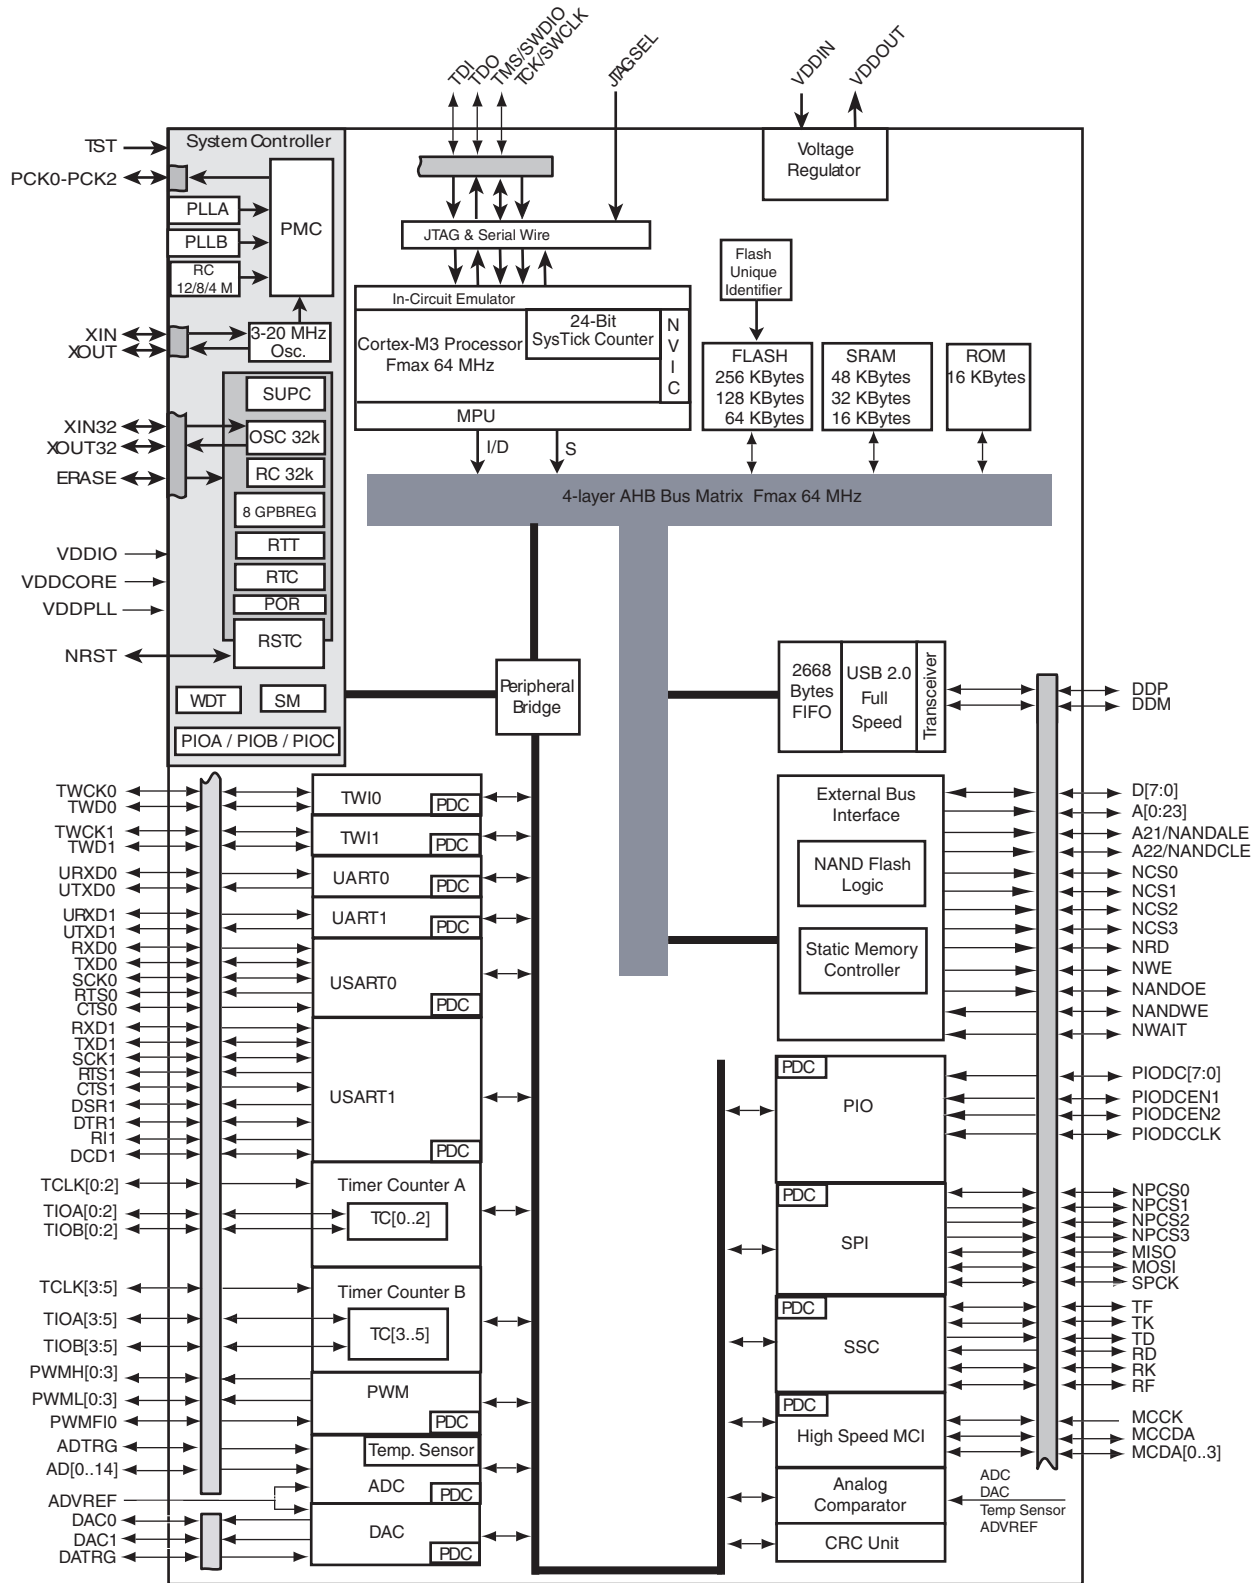 TDI
TDO
TMS/SWDIO
TCK/SWCLK
JTAGSEL
VDDIN
VDDOUT
TST
System Controller
Voltage
Regulator
PCK0-PCK2
PLLA
PMC
PLLB
JTAG & Serial Wire
RC
12/8/4 M
Flash
Unique
Identifier
In-Circuit Emulator
XIN
XOUT
3-20 MHz
Osc.
Cortex-M3 Processor
Fmax 64 MHz
24-Bit
SysTick Counter
N
V
I
C
MPU
FLASH
256 KBytes
128 KBytes
64 KBytes
SRAM
48 KBytes
32 KBytes
16 KBytes
ROM
16 KBytes
SUPC
XIN32
XOUT32
OSC 32k
I/D
S
ERASE
RC 32k
4-layer AHB Bus Matrix Fmax 64 MHz
8 GPBREG
VDDIO
RTT
VDDCORE
RTC
VDDPLL
POR
NRST
RSTC
WDT
SM
PIOA / PIOB / PIOC
Peripheral
Bridge
2668
Bytes
FIFO
USB 2.0
Full
Speed
Transceiver
DDP
DDM
TWCK0
TWD0
TWI0
PDC
TWCK1
TWD1
TWI1
PDC
URXD0
UTXD0
UART0
PDC
URXD1
UTXD1
UART1
PDC
RXD0
TXD0
SCK0
RTS0
CTS0
USART0
PDC
RXD1
TXD1
SCK1
RTS1
CTS1
DSR1
DTR1
RI1
DCD1
USART1
PDC
TCLK[0:2]
TIOA[0:2]
TIOB[0:2]
Timer Counter A
TC[0..2]
TCLK[3:5]
TIOA[3:5]
TIOB[3:5]
Timer Counter B
TC[3..5]
PWMH[0:3]
PWML[0:3]
PWMFI0
PWM
PDC
ADTRG
AD[0..14]
ADVREF
Temp. Sensor
ADC
PDC
DAC0
DAC1
DATRG
DAC
PDC
External Bus
Interface
NAND Flash
Logic
Static Memory
Controller
D[7:0]
A[0:23]
A21/NANDALE
A22/NANDCLE
NCS0
NCS1
NCS2
NCS3
NRD
NWE
NANDOE
NANDWE
NWAIT
PDC
PIO
PIODC[7:0]
PIODCEN1
PIODCEN2
PIODCCLK
PDC
SPI
NPCS0
NPCS1
NPCS2
NPCS3
MISO
MOSI
SPCK
PDC
SSC
TF
TK
TD
RD
RK
RF
PDC
High Speed MCI
MCCK
MCCDA
MCDA[0..3]
Analog
Comparator
ADC
DAC
Temp Sensor
ADVREF
CRC Unit